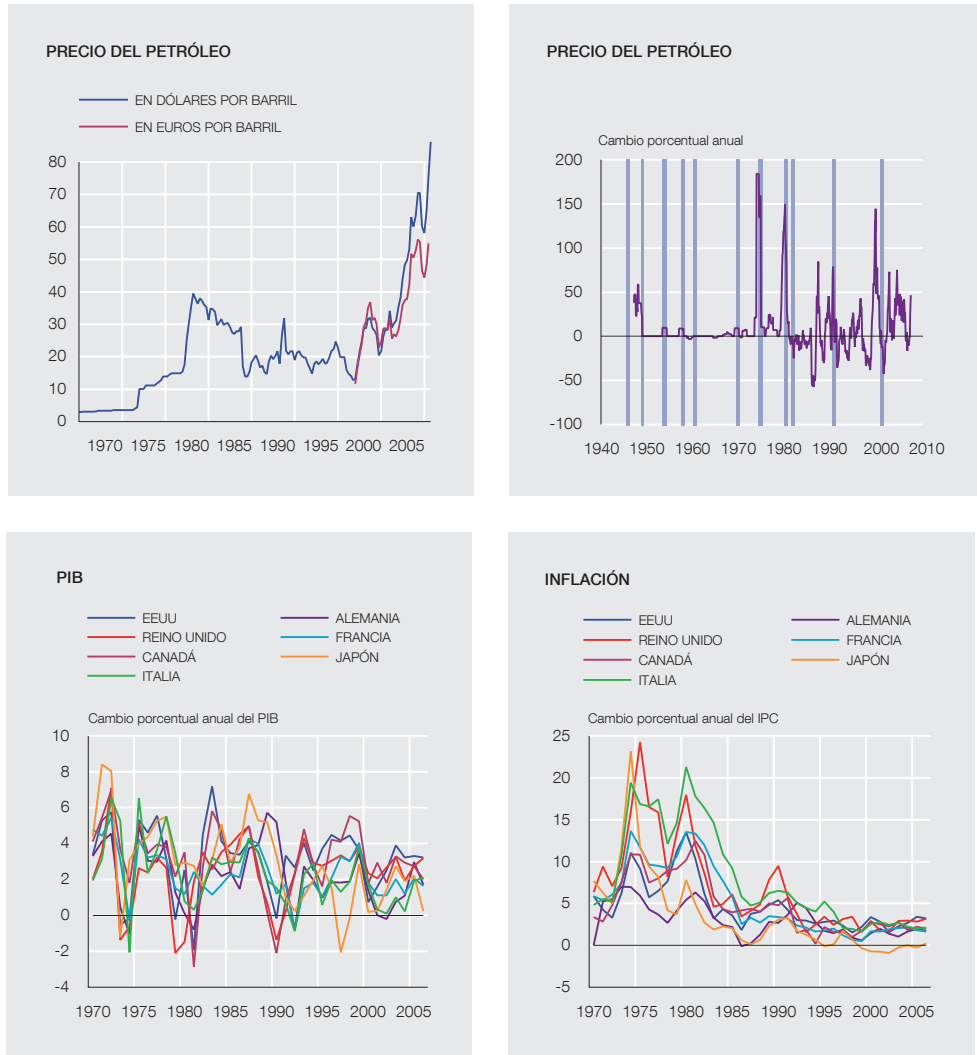 PRECIO DEL PETRÓLEO
EN DÓLARES POR BARRIL
EN EUROS POR BARRIL
80
70
60
50
40
30
20
10
0
1970 1975 1980 1985 1990 1995 2000 2005
PRECIO DEL PETRÓLEO
Cambio porcentual anual
200
150
100
50
0
-50
-100
1940 1950 1960 1970 1980 1990 2000 2010
PIB
EEUU ALEMANIA
REINO UNIDO FRANCIA
CANADÁ JAPÓN
ITALIA
Cambio porcentual anual del PIB
10
8
6
4
2
0
-2
-4
1970 1975 1980 1985 1990 1995 2000 2005
INFLACIÓN
EEUU ALEMANIA
REINO UNIDO FRANCIA
CANADÁ JAPÓN
ITALIA
Cambio porcentual anual del IPC
25
20
15
10
5
0
-5
1970 1975 1980 1985 1990 1995 2000 2005